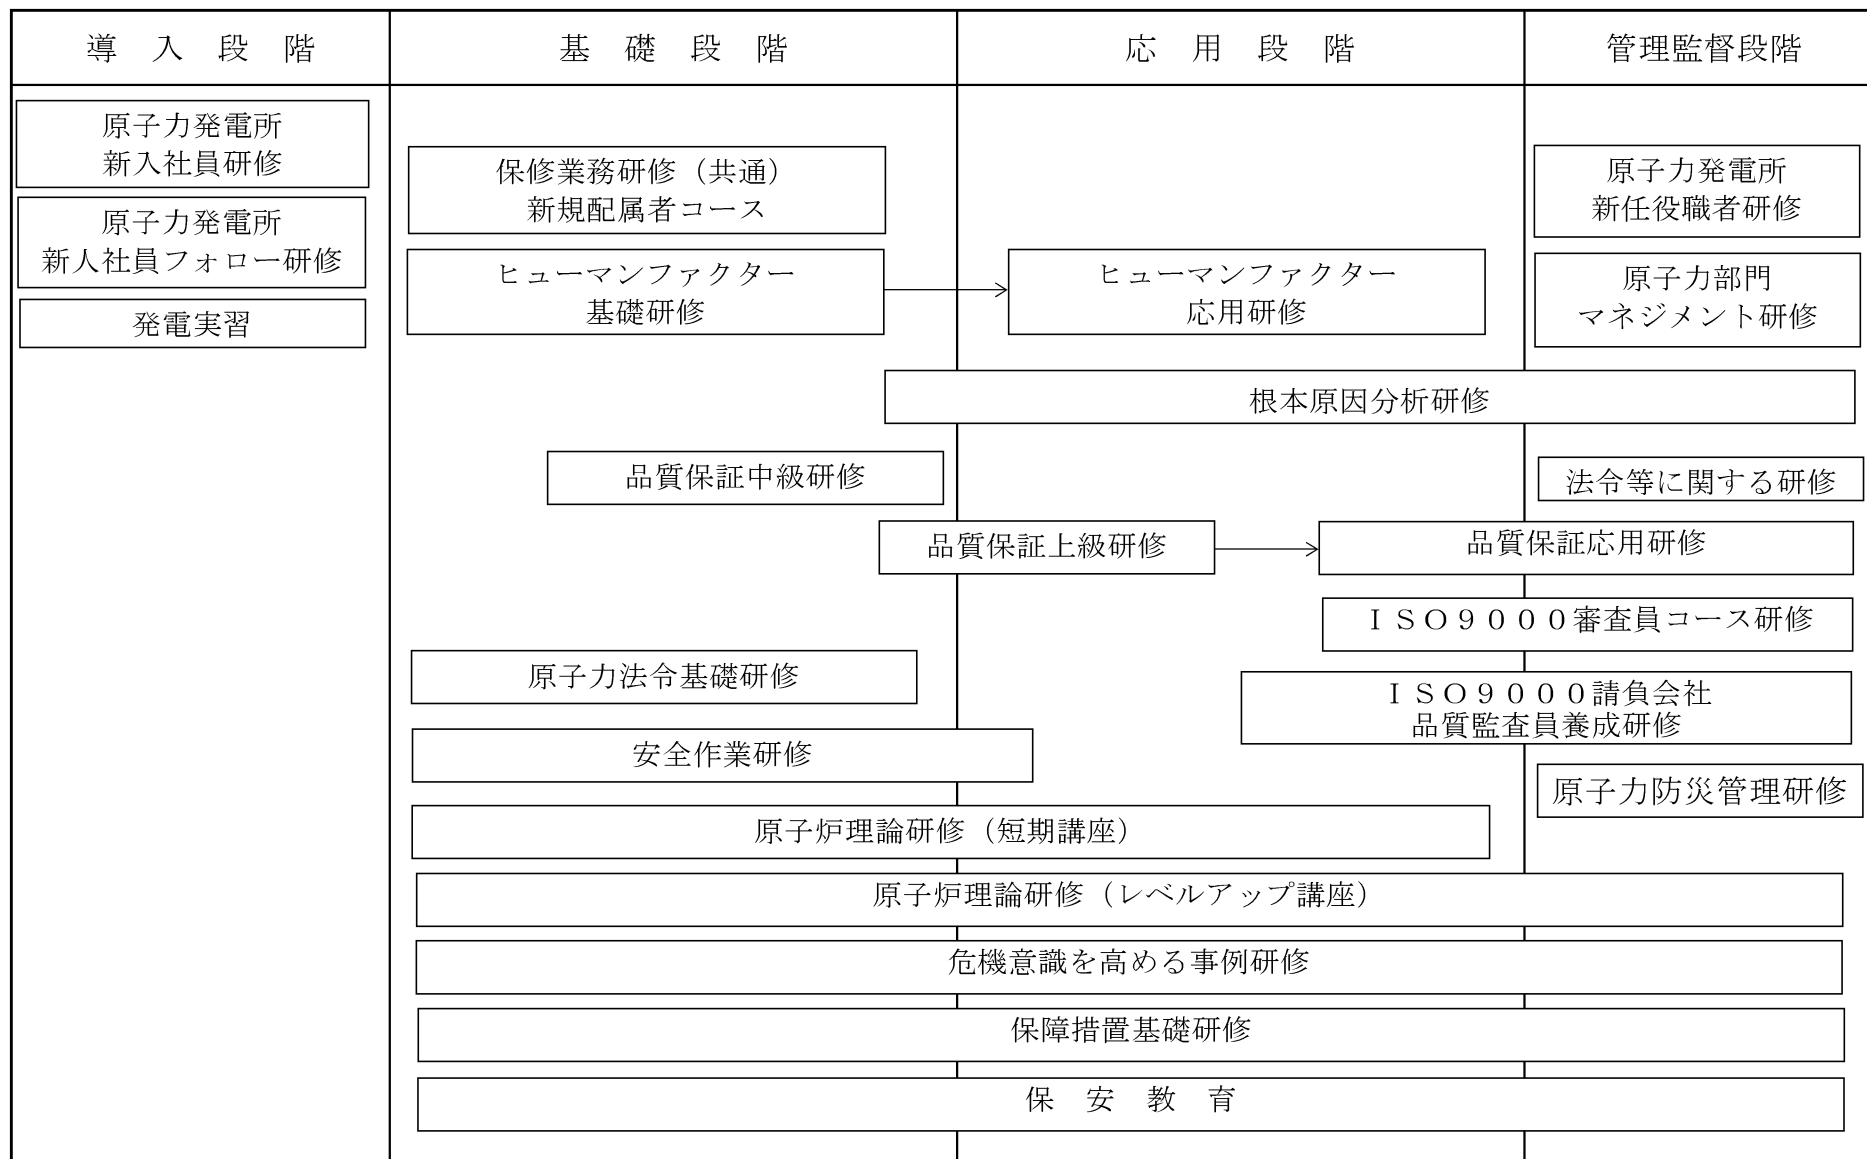 導入段階
基礎段階
応用段階
管理監督段階
原子力発電所
新入社員研修
原子力発電所
新人社員フォロー研修
発電実習
保修業務研修（共通）
新規配属者コース
ヒューマンファクター
基礎研修
ヒューマンファクター
応用研修
原子力発電所
新任役職者研修
原子力部門
マネジメント研修
根本原因分析研修
品質保証中級研修
法令等に関する研修
品質保証上級研修
品質保証応用研修
ＩＳＯ９０００審査員コース研修
原子力法令基礎研修
ＩＳＯ９０００請負会社
品質監査員養成研修
安全作業研修
原子力防災管理研修
原子炉理論研修（短期講座）
原子炉理論研修（レベルアップ講座）
危機意識を高める事例研修
保障措置基礎研修
保安教育